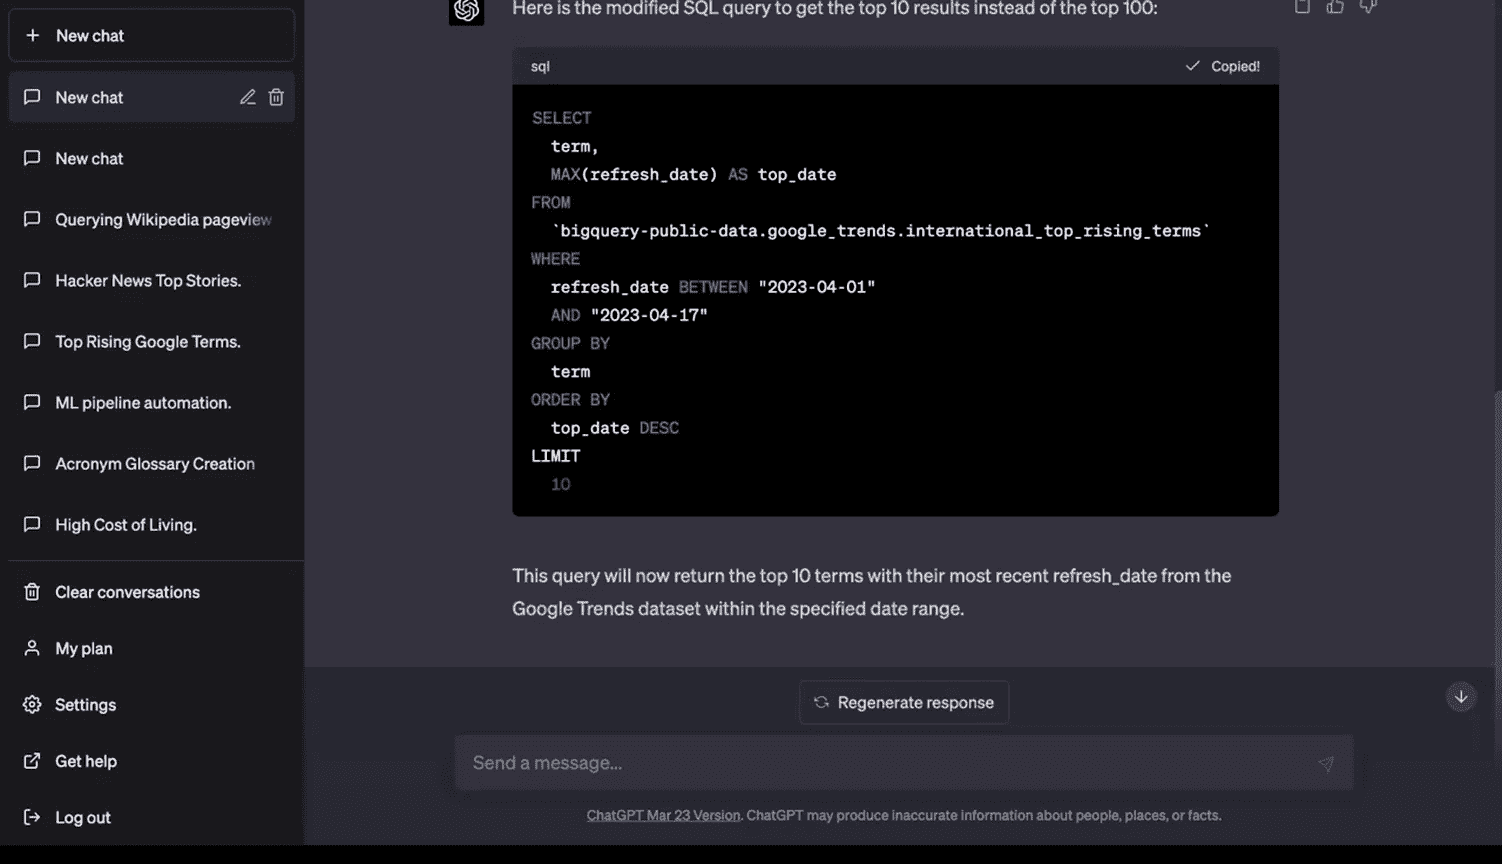 New chat
New chat
New chat
Querying Wikipedia pageview
Hacker News Top Stories.
Top Rising Google Terms.
ML pipeline automation.
Acronym Glossary Creation
High Cost of Living.
Clear conversations
My plan
Settings
Get help
Log out
Here is the modified SQL query to get the top 10 results instead of the top 100:
sql
Copied!
SELECT
term,
MAX(refresh_date) AS top_date
FROM
`bigquery-public-data.google_trends.international_top_rising_terms`
WHERE
refresh_date BETWEEN "2023-04-01"
AND "2023-04-17"
GROUP BY
term
ORDER BY
top_date DESC
LIMIT
10
This query will now return the top 10 terms with their most recent refresh_date from the
Google Trends dataset within the specified date range.
Regenerate response
Send a message...
ChatGPT Mar 23 Version. ChatGPT may produce inaccurate information about people, places, or facts.